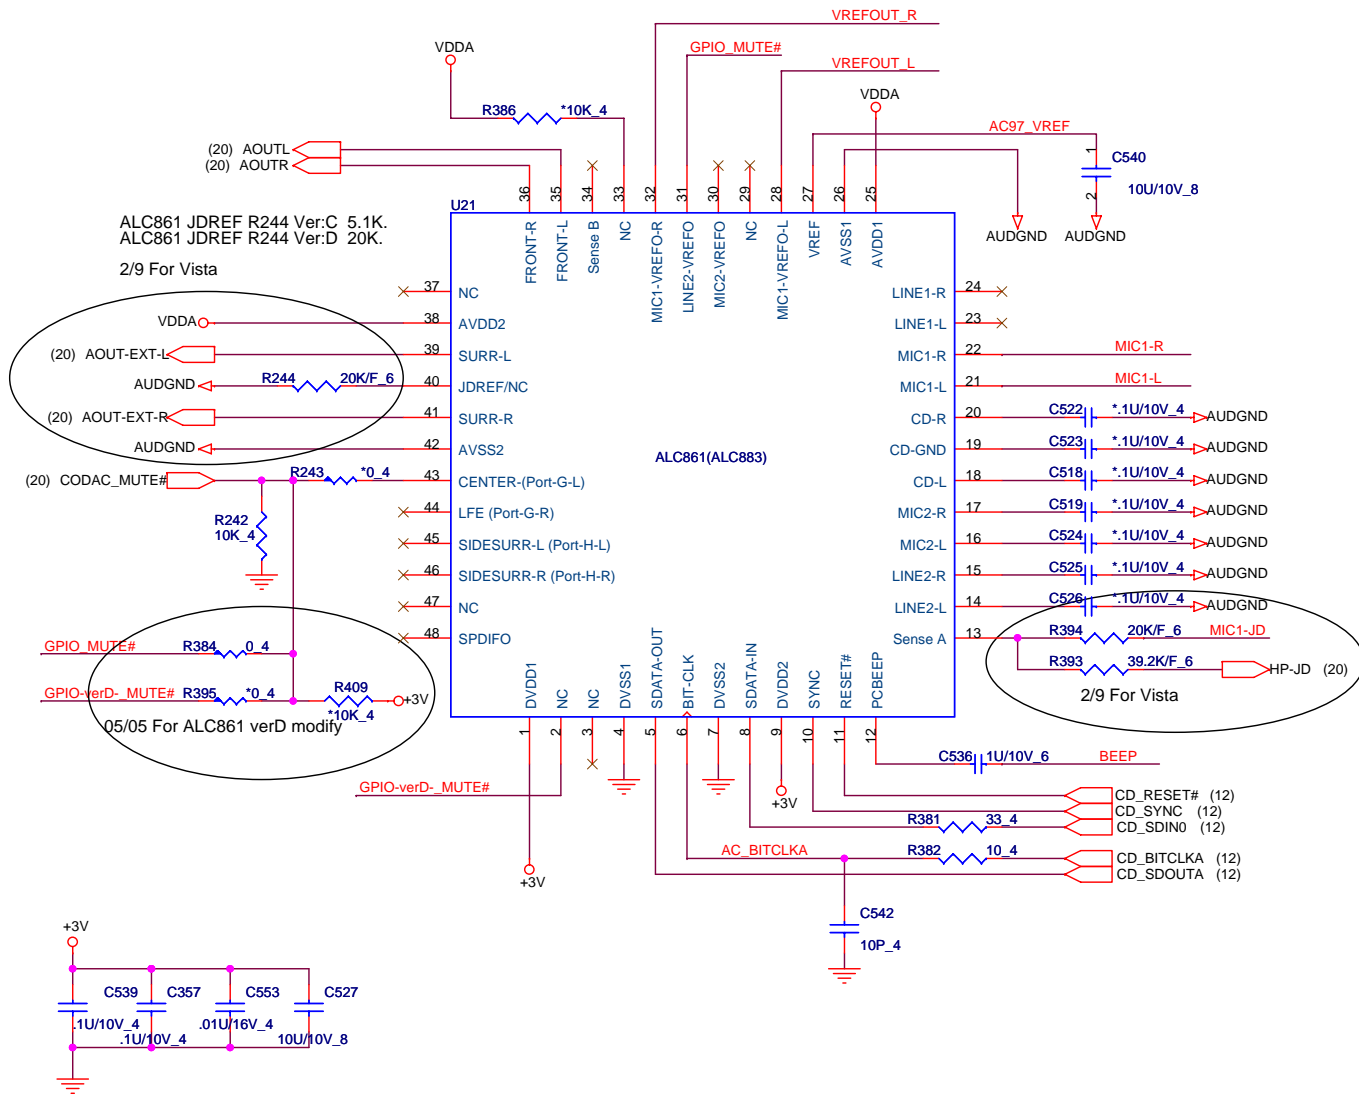 VREFOUT_R
VDDA
GPIO_MUTE#
VREFOUT_L
VDDA
R386 *10K_4
AC97_VREF
(20) AOUTL
(20) AOUTR
1
C540
10U/10V_8
2
36 35 34 33 32 31 30 29 28 27 26 25
U21
ALC861 JDREF R244 Ver:C 5.1K.
ALC861 JDREF R244 Ver:D 20K.
AUDGND AUDGND
FRONT-R FRONT-L Sense B NC MIC1-VREFO-R LINE2-VREFO MIC2-VREFO NC MIC1-VREFO-L VREF AVSS1 AVDD1
2/9 For Vista
37 NC LINE1-R 24
VDDA 38 AVDD2 LINE1-L 23
(20) AOUT-EXT-L 39 SURR-L MIC1-R 22 MIC1-R
AUDGND R244 20K/F_6 40 JDREF/NC MIC1-L 21 MIC1-L
(20) AOUT-EXT-R 41 SURR-R CD-R 20 C522 *.1U/10V_4 AUDGND
AUDGND 42 AVSS2 CD-GND 19 C523 *.1U/10V_4 AUDGND
ALC861(ALC883)
(20) CODAC_MUTE# R243 *0_4 43 CENTER-(Port-G-L) CD-L 18 C518 *.1U/10V_4 AUDGND
R242
10K_4
44 LFE (Port-G-R) MIC2-R 17 C519 *.1U/10V_4 AUDGND
45 SIDESURR-L (Port-H-L) MIC2-L 16 C524 *.1U/10V_4 AUDGND
46 SIDESURR-R (Port-H-R) LINE2-R 15 C525 *.1U/10V_4 AUDGND
47 NC LINE2-L 14 C526 *.1U/10V_4 AUDGND
48 SPDIFO Sense A 13 R394 20K/F_6 MIC1-JD
GPIO_MUTE# R384 0_4
R393 39.2K/F_6 HP-JD (20)
GPIO-verD-_MUTE# R395 *0_4 R409 *10K_4 +3V
2/9 For Vista
05/05 For ALC861 verD modify
DVDD1 NC NC DVSS1 SDATA-OUT BIT-CLK DVSS2 SDATA-IN DVDD2 SYNC RESET# PCBEEP
1 2 3 4 5 6 7 8 9 10 11 12
C536 1U/10V_6 BEEP
GPIO-verD-_MUTE#
+3V
CD_RESET# (12)
CD_SYNC (12)
R381 33_4 CD_SDIN0 (12)
AC_BITCLKA R382 10_4 CD_BITCLKA (12)
CD_SDOUTA (12)
+3V
C542
10P_4
+3V
C539 C357 C553 C527
.1U/10V_4 .1U/10V_4 .01U/16V_4 10U/10V_8